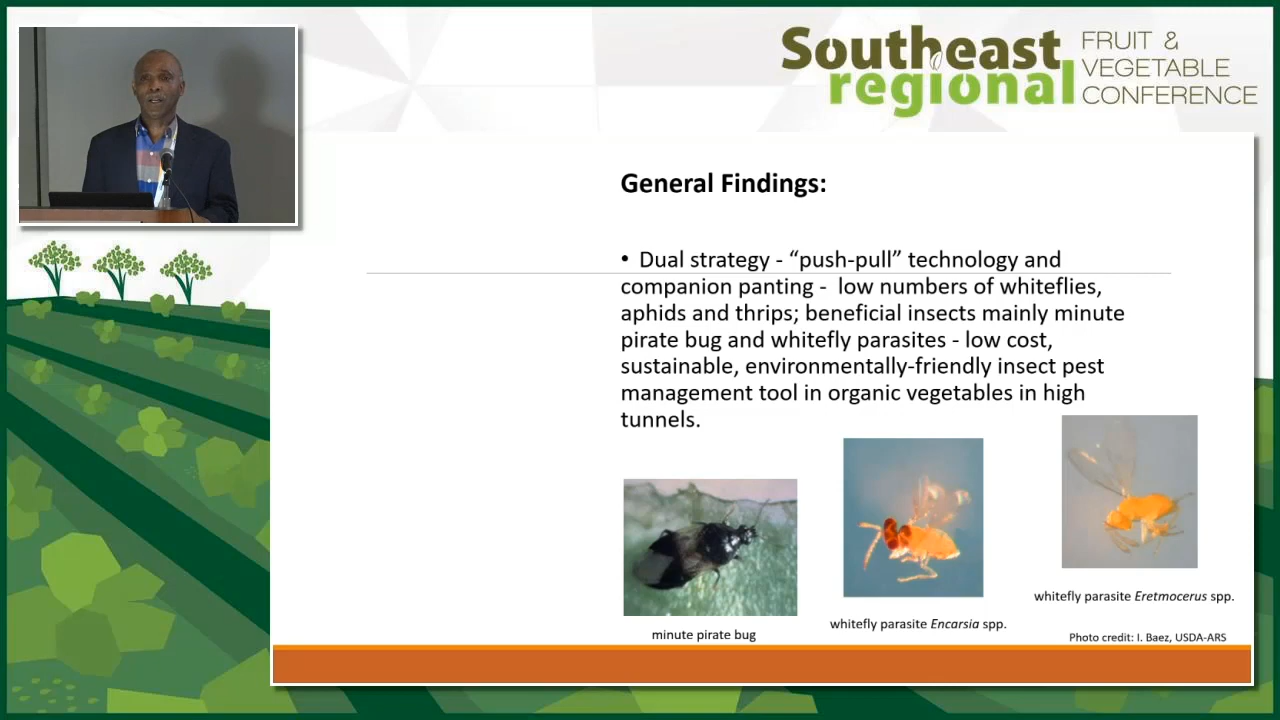 Southeast
regional
FRUIT &
VEGETABLE
CONFERENCE
General Findings:
• Dual strategy - “push-pull” technology and
companion panting -  low numbers of whiteflies,
aphids and thrips; beneficial insects mainly minute
pirate bug and whitefly parasites - low cost,
sustainable, environmentally-friendly insect pest
management tool in organic vegetables in high
tunnels.
minute pirate bug
whitefly parasite Encarsia spp.
whitefly parasite Eretmocerus spp.
Photo credit: I. Baez, USDA-ARS